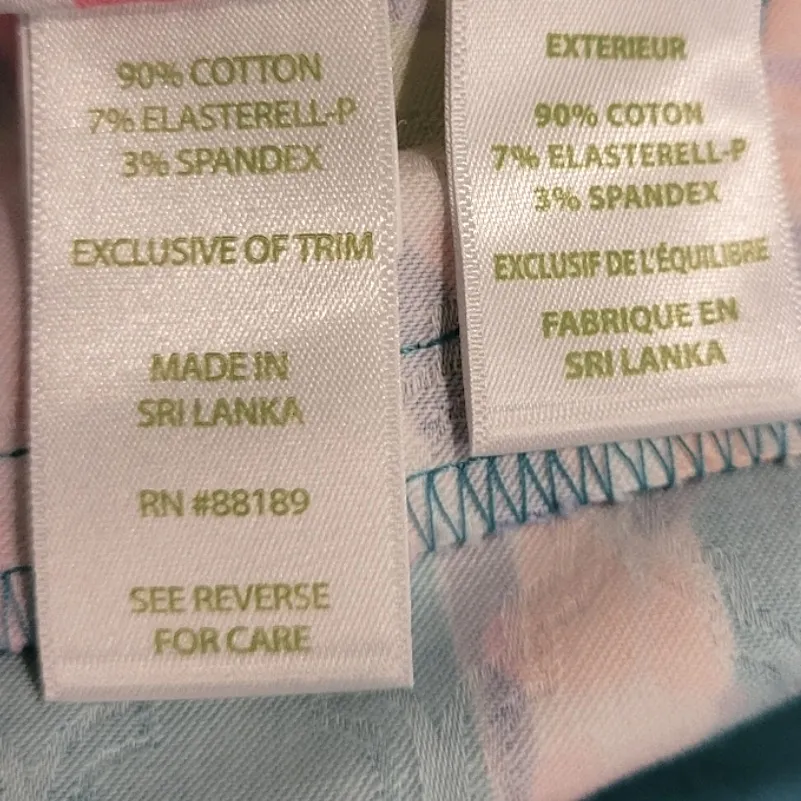 90% COTTON
7% ELASTERELL-P
3% SPANDEX
EXCLUSIVE OF TRIM
MADE IN
SRI LANKA
RN #88189
SEE REVERSE
FOR CARE
EXTERIEUR
90% COTON
7% ELASTERELL-P
3% SPANDEX
EXCLUSIF DE L'ÉQUILIBRE
FABRIQUE EN
SRI LANKA